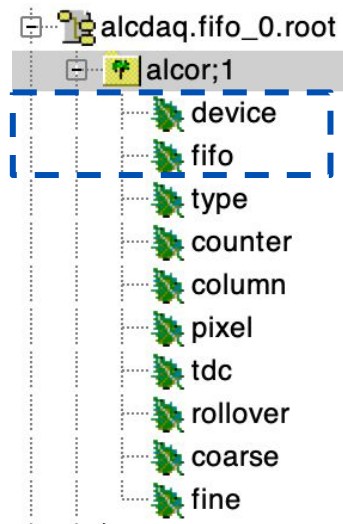 alcdaq.fifo_0.root
alcor;1
device
fifo
type
counter
column
pixel
tdc
rollover
coarse
fine